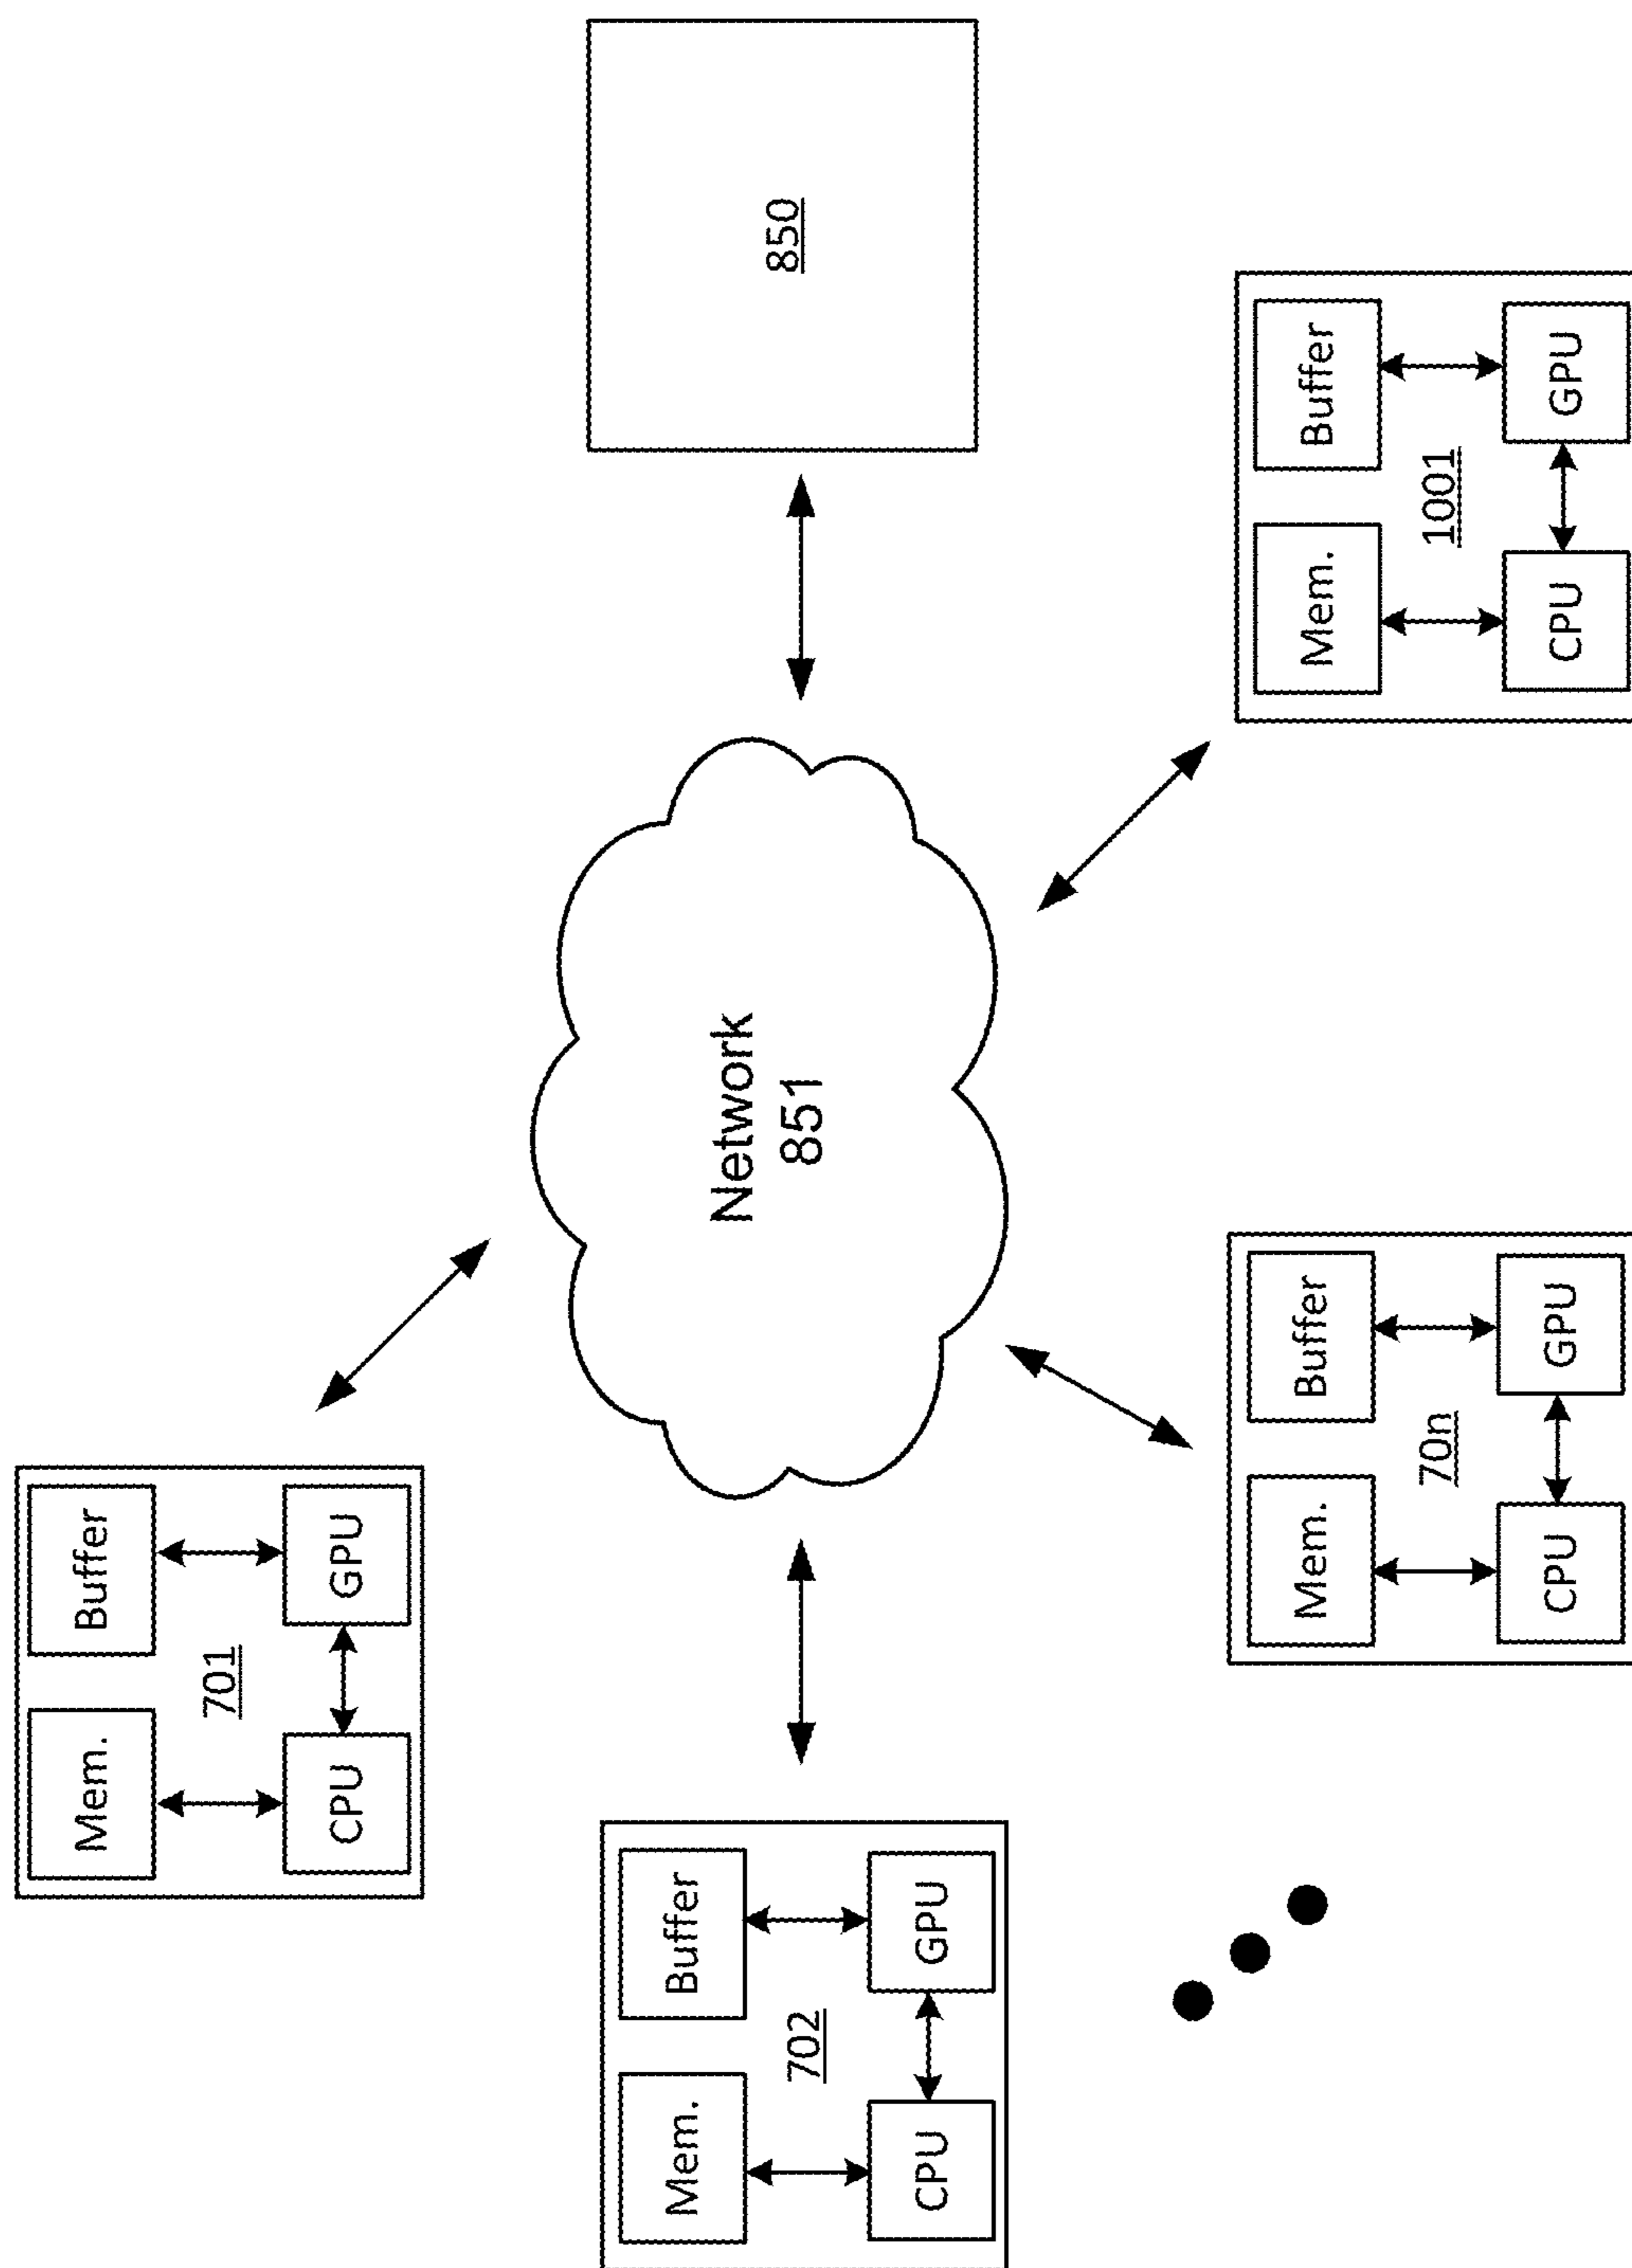 Mem.
Buffer
701
CPU
GPU
Mem.
Buffer
702
CPU
GPU
Network
851
850
Mem.
Buffer
70n
CPU
GPU
Mem.
Buffer
1001
CPU
GPU